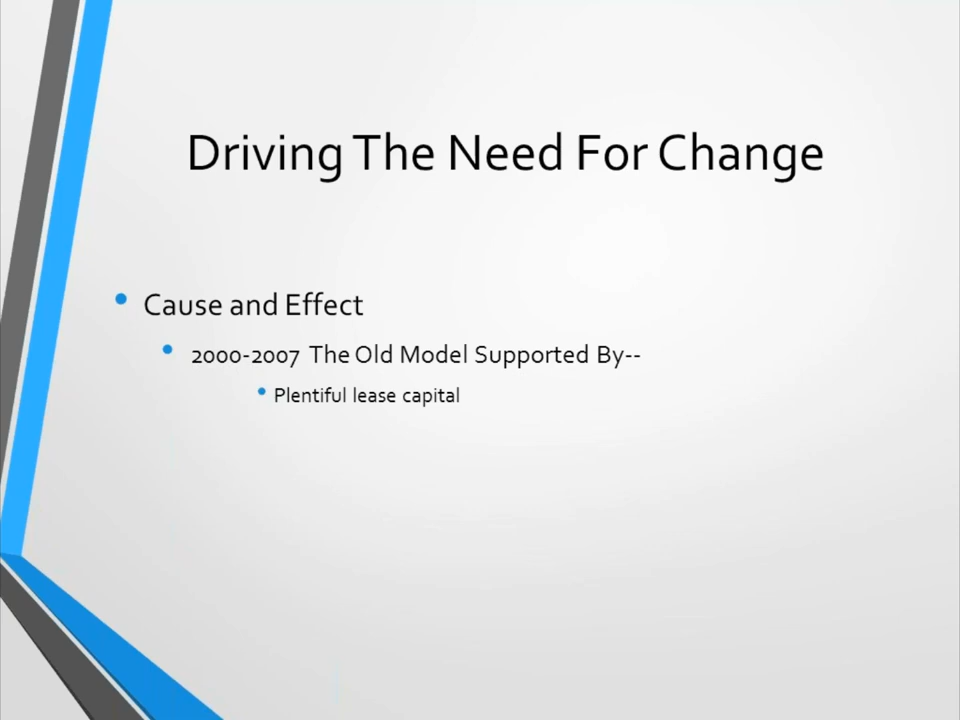 Driving The Need For Change
• Cause and Effect
• 2000-2007 The Old Model Supported By--
• Plentiful lease capital